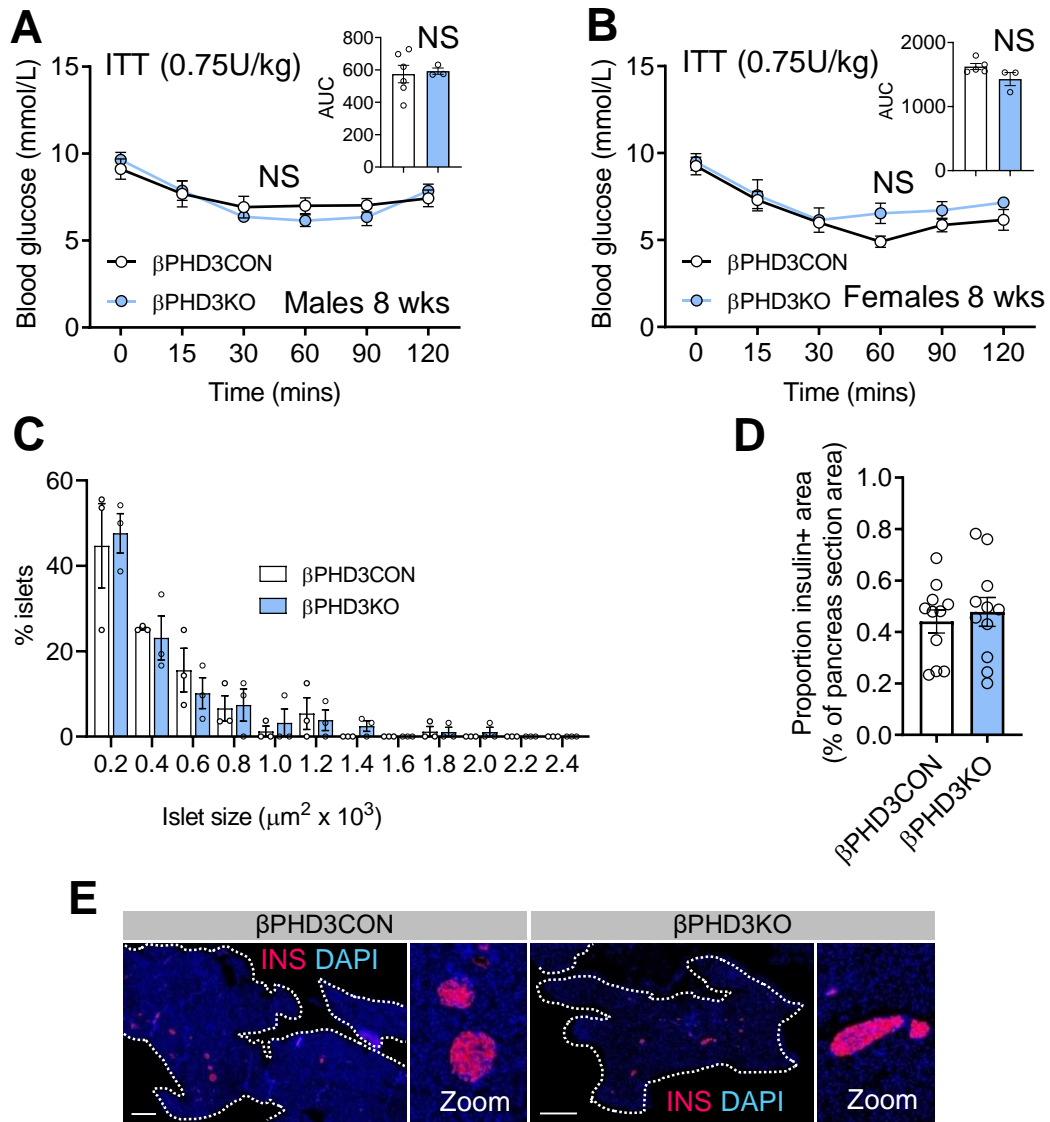 A
ITT (0.75U/kg)
NS
800
600
400
200
0
AUC
15
10
5
0
Blood glucose (mmol/L)
NS
βPHD3CON
βPHD3KO
Males 8 wks
0 15 30 60 90 120
Time (mins)
B
ITT (0.75U/kg)
NS
2000
1000
0
AUC
15
10
5
0
Blood glucose (mmol/L)
NS
βPHD3CON
βPHD3KO
Females 8 wks
0 15 30 60 90 120
Time (mins)
C
60
40
20
0
% islets
βPHD3CON
βPHD3KO
0.2 0.4 0.6 0.8 1.0 1.2 1.4 1.6 1.8 2.0 2.2 2.4
Islet size (μm² x 10³)
D
Proportion insulin+ area
(% of pancreas section area)
1.0
0.8
0.6
0.4
0.2
0.0
βPHD3CON
βPHD3KO
E
βPHD3CON
βPHD3KO
INS DAPI
Zoom
INS DAPI
Zoom